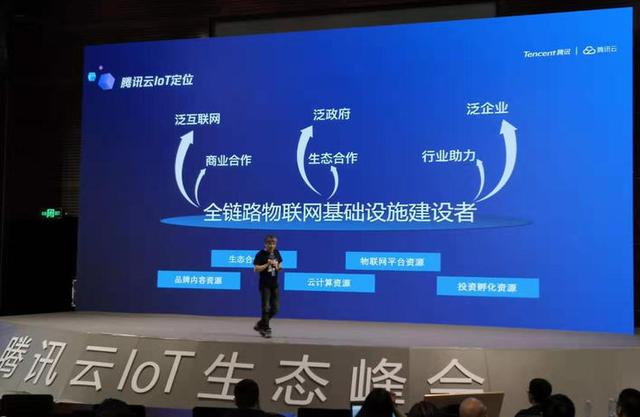 腾讯云IoT定位
Tencent 腾讯 | 腾讯云
泛互联网
泛政府
泛企业
商业合作
生态合作
行业助力
全链路物联网基础设施建设者
生态合
物联网平台资源
品牌内容资源
云计算资源
投资孵化资源
腾讯云IoT生态峰会